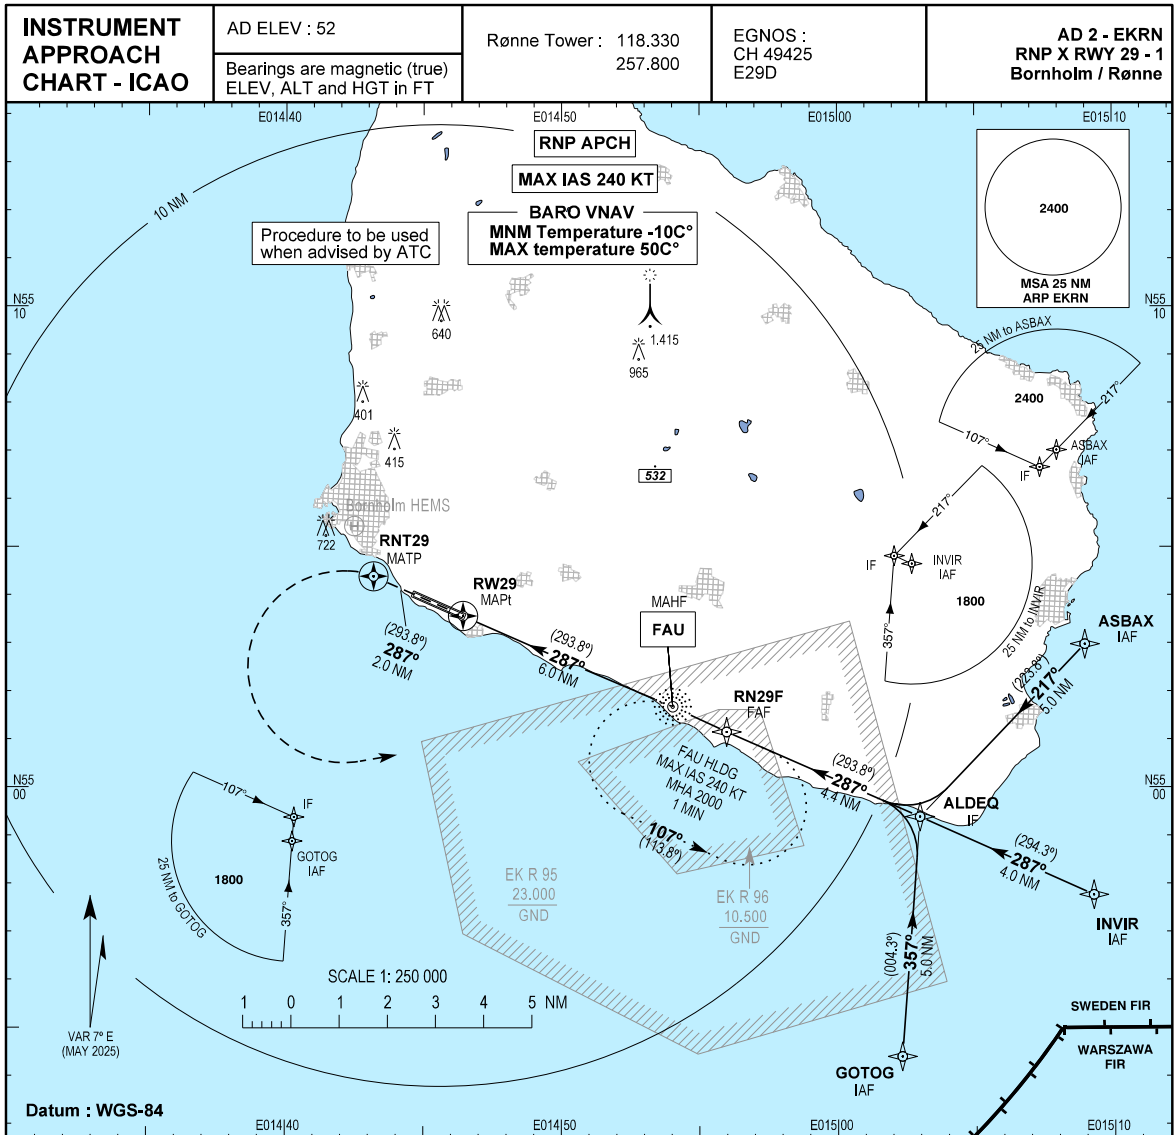 INSTRUMENT
APPROACH
CHART - ICAO
AD ELEV : 52
Bearings are magnetic (true)
ELEV, ALT and HGT in FT
Rønne Tower : 118.330
257.800
EGNOS :
CH 49425
E29D
AD 2 - EKRN
RNP X RWY 29 - 1
Bornholm / Rønne
E014|40
E014|50
E015|00
E015|10
RNP APCH
MAX IAS 240 KT
BARO VNAV
MNM Temperature -10C°
MAX temperature 50C°
10 NM
Procedure to be used
when advised by ATC
2400
MSA 25 NM
ARP EKRN
N55
10
N55
10
640
1.415
965
401
415
532
722
Bornholm HEMS
25 NM to ASBAX
2400
217°
107°
ASBAX
IAF
IF
217°
IF
INVIR
IAF
1800
357°
25 NM to INVIR
RNT29
MATP
RW29
MAPt
MAHF
FAU
(293.8°)
287°
2.0 NM
(293.8°)
287°
6.0 NM
RN29F
FAF
ASBAX
IAF
(223.8°)
217°
5.0 NM
FAU HLDG
MAX IAS 240 KT
MHA 2000
1 MIN
107°
(113.8°)
(293.8°)
287°
4.4 NM
ALDEQ
IF
N55
00
N55
00
107°
IF
GOTOG
IAF
1800
357°
25 NM to GOTOG
EK R 95
23.000
GND
EK R 96
10.500
GND
(294.3°)
287°
4.0 NM
INVIR
IAF
(004.3°)
357°
5.0 NM
GOTOG
IAF
SCALE 1: 250 000
1 0 1 2 3 4 5 NM
VAR 7° E
(MAY 2025)
SWEDEN FIR
WARSZAWA
FIR
Datum : WGS-84
E014|40
E014|50
E015|00
E015|10